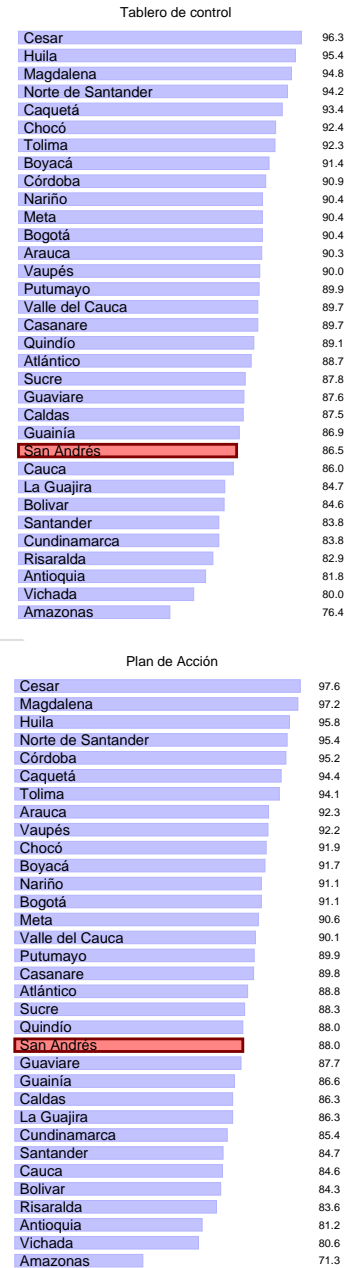 Tablero de control
Cesar 96.3
Huila 95.4
Magdalena 94.8
Norte de Santander 94.2
Caquetá 93.4
Chocó 92.4
Tolima 92.3
Boyacá 91.4
Córdoba 90.9
Nariño 90.4
Meta 90.4
Bogotá 90.4
Arauca 90.3
Vaupés 90.0
Putumayo 89.9
Valle del Cauca 89.7
Casanare 89.7
Quindío 89.1
Atlántico 88.7
Sucre 87.8
Guaviare 87.6
Caldas 87.5
Guainía 86.9
San Andrés 86.5
Cauca 86.0
La Guajira 84.7
Bolivar 84.6
Santander 83.8
Cundinamarca 83.8
Risaralda 82.9
Antioquia 81.8
Vichada 80.0
Amazonas 76.4
Plan de Acción
Cesar 97.6
Magdalena 97.2
Huila 95.8
Norte de Santander 95.4
Córdoba 95.2
Caquetá 94.4
Tolima 94.1
Arauca 92.3
Vaupés 92.2
Chocó 91.9
Boyacá 91.7
Nariño 91.1
Bogotá 91.1
Meta 90.6
Valle del Cauca 90.1
Putumayo 89.9
Casanare 89.8
Atlántico 88.8
Sucre 88.3
Quindío 88.0
San Andrés 88.0
Guaviare 87.7
Guainía 86.6
Caldas 86.3
La Guajira 86.3
Cundinamarca 85.4
Santander 84.7
Cauca 84.6
Bolivar 84.3
Risaralda 83.6
Antioquia 81.2
Vichada 80.6
Amazonas 71.3